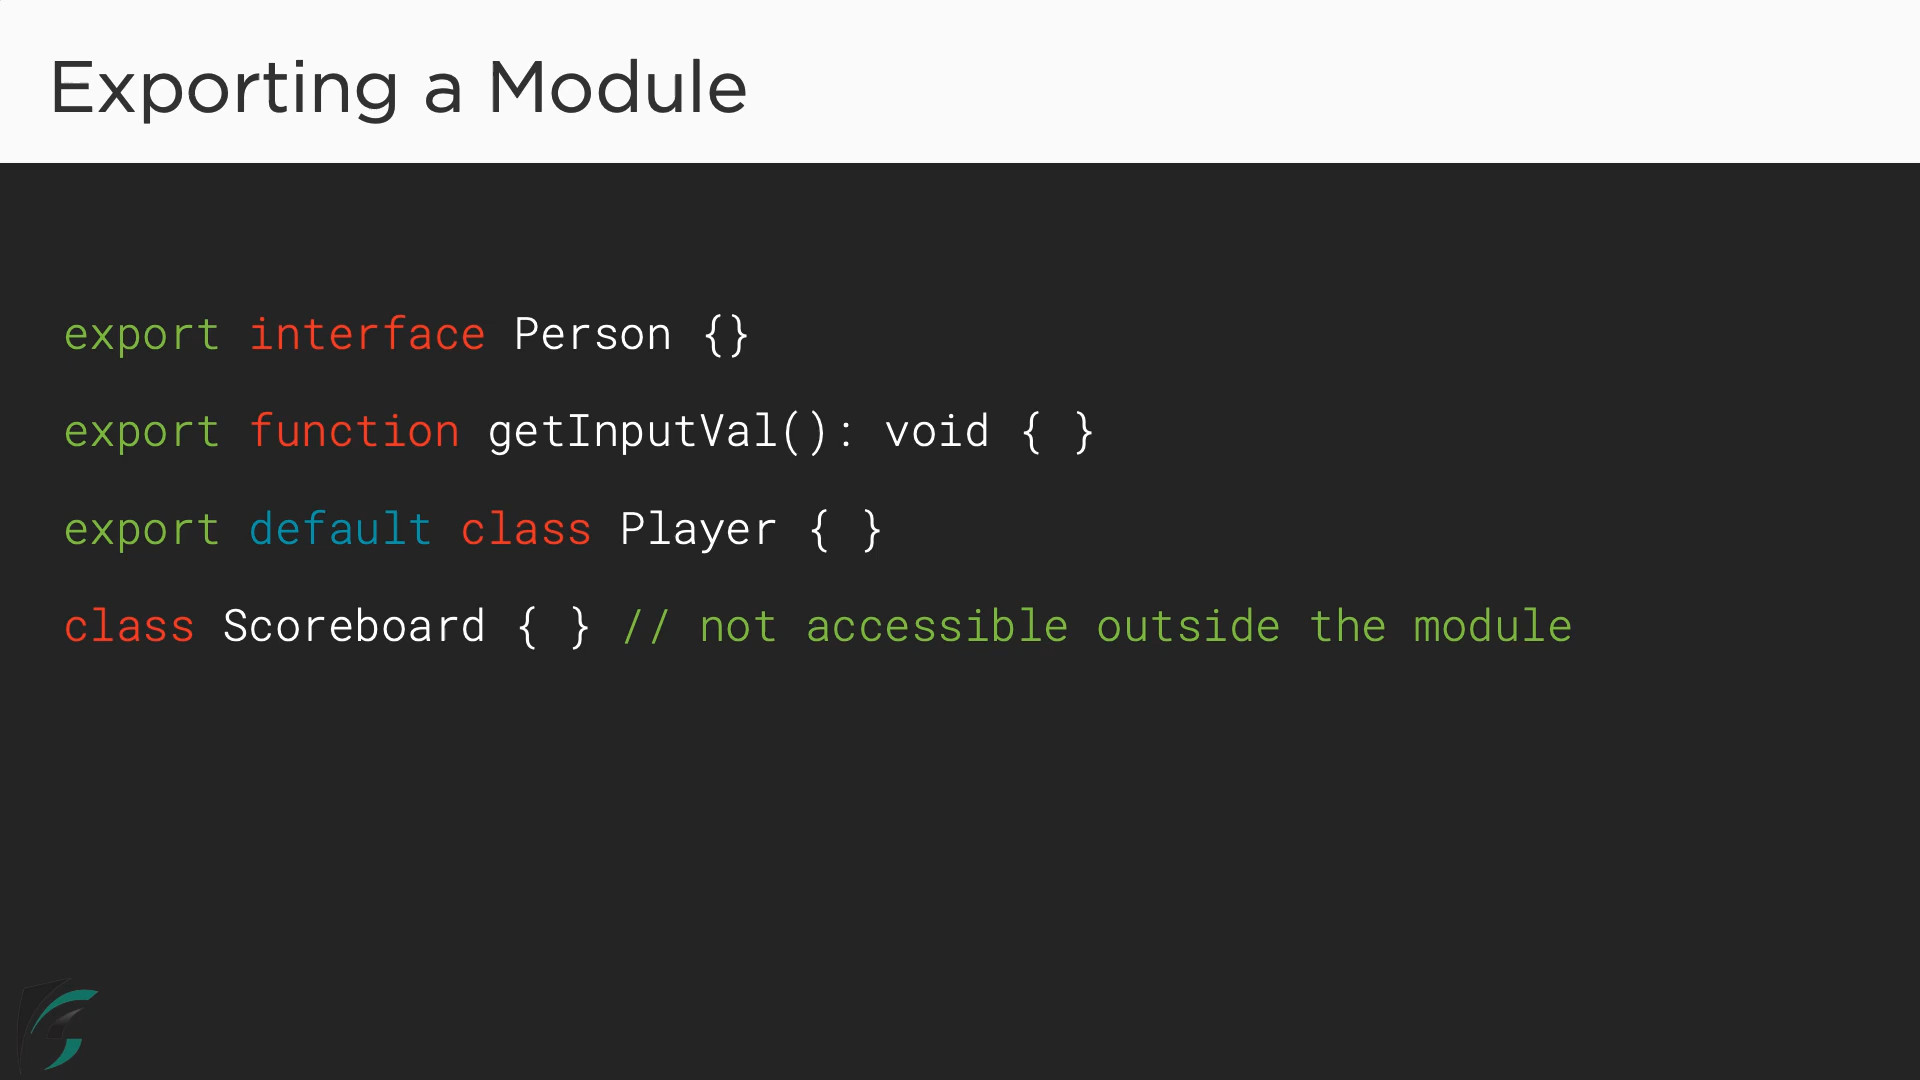 Exporting a Module
export interface Person {}
export function getInputVal(): void { }
export default class Player { }
class Scoreboard { } // not accessible outside the module